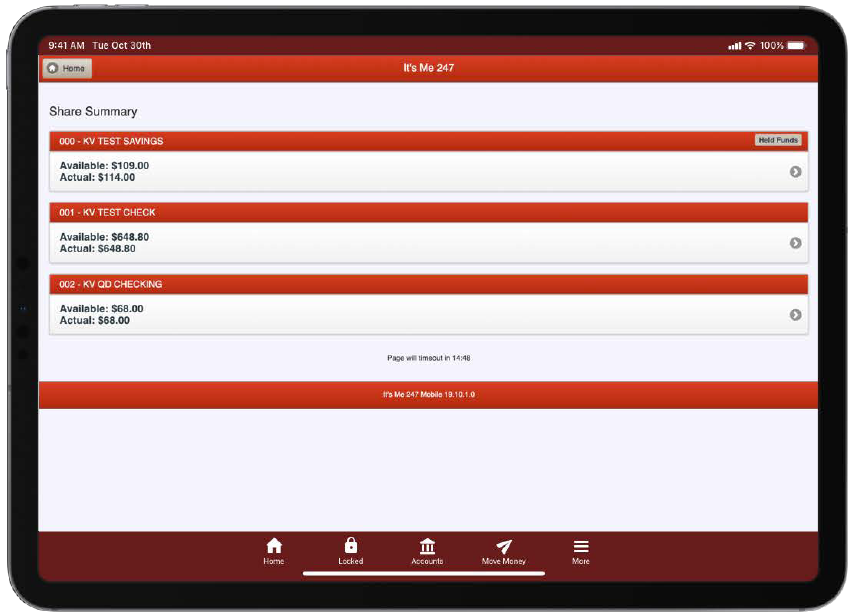 9:41 AM Tue Oct 30th
100%
Home
It's Me 247
Share Summary
000 - KV TEST SAVINGS
Held Funds
Available: $109.00
Actual: $114.00
001 - KV TEST CHECK
Available: $648.80
Actual: $648.80
002 - KV QD CHECKING
Available: $68.00
Actual: $68.00
Page will timeout in 14:48
It's Me 247 Mobile 19.10.1.0
Home
Locked
Accounts
Move Money
More